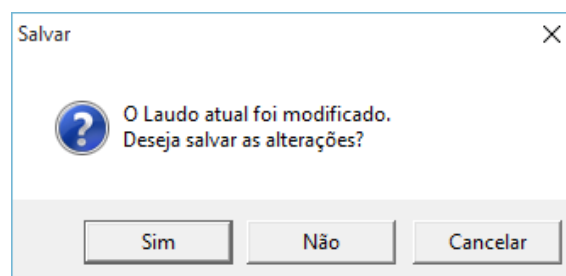 Salvar
O Laudo atual foi modificado.
Deseja salvar as alterações?
Sim
Não
Cancelar